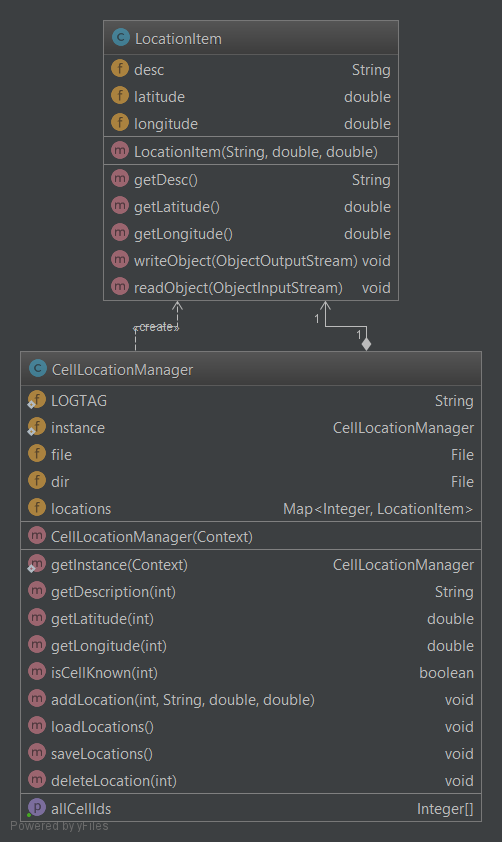 LocationItem
desc String
latitude double
longitude double
LocationItem(String, double, double)
getDesc() String
getLatitude() double
getLongitude() double
writeObject(ObjectOutputStream) void
readObject(ObjectInputStream) void
«create»
1
1
CellLocationManager
LOGTAG String
instance CellLocationManager
file File
dir File
locations Map<Integer, LocationItem>
CellLocationManager(Context)
getInstance(Context) CellLocationManager
getDescription(int) String
getLatitude(int) double
getLongitude(int) double
isCellKnown(int) boolean
addLocation(int, String, double, double) void
loadLocations() void
saveLocations() void
deleteLocation(int) void
allCellIds Integer[]
Powered by yFiles